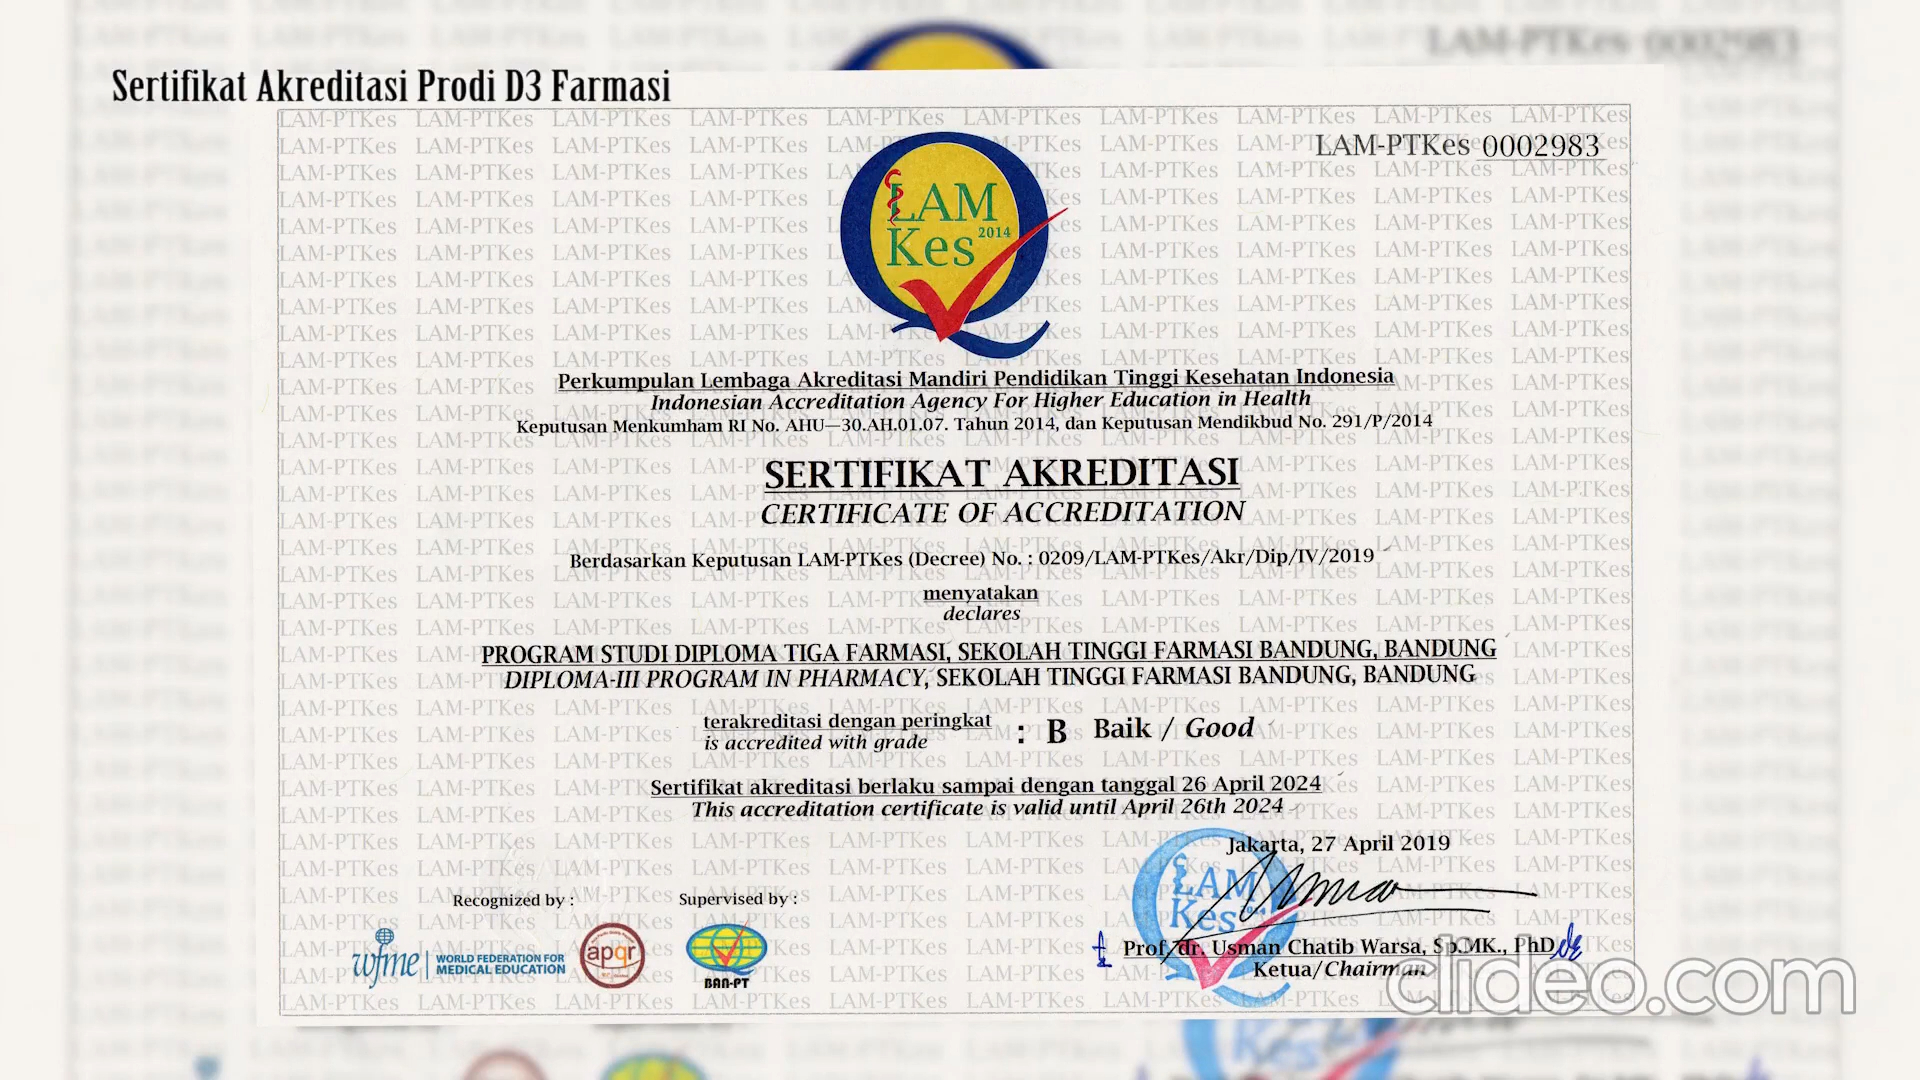 Sertifikat Akreditasi Prodi D3 Farmasi
LAM-PTKes 0002983
LAM
Kes 2014
Perkumpulan Lembaga Akreditasi Mandiri Pendidikan Tinggi Kesehatan Indonesia
Indonesian Accreditation Agency For Higher Education in Health
Keputusan Menkumham RI No. AHU—30.AH.01.07. Tahun 2014, dan Keputusan Mendikbud No. 291/P/2014
SERTIFIKAT AKREDITASI
CERTIFICATE OF ACCREDITATION
Berdasarkan Keputusan LAM-PTKes (Decree) No. : 0209/LAM-PTKes/Akr/Dip/IV/2019
menyatakan
declares
PROGRAM STUDI DIPLOMA TIGA FARMASI, SEKOLAH TINGGI FARMASI BANDUNG, BANDUNG
DIPLOMA-III PROGRAM IN PHARMACY, SEKOLAH TINGGI FARMASI BANDUNG, BANDUNG
terakreditasi dengan peringkat
is accredited with grade
: B Baik / Good
Sertifikat akreditasi berlaku sampai dengan tanggal 26 April 2024
This accreditation certificate is valid until April 26th 2024
Jakarta, 27 April 2019
LAM
Kes
Recognized by :
Supervised by :
wfme WORLD FEDERATION FOR
MEDICAL EDUCATION
apqr
BAN-PT
Prof. dr. Usman Chatib Warsa, Sp.MK., PhD
Ketua/Chairman
clideo.com